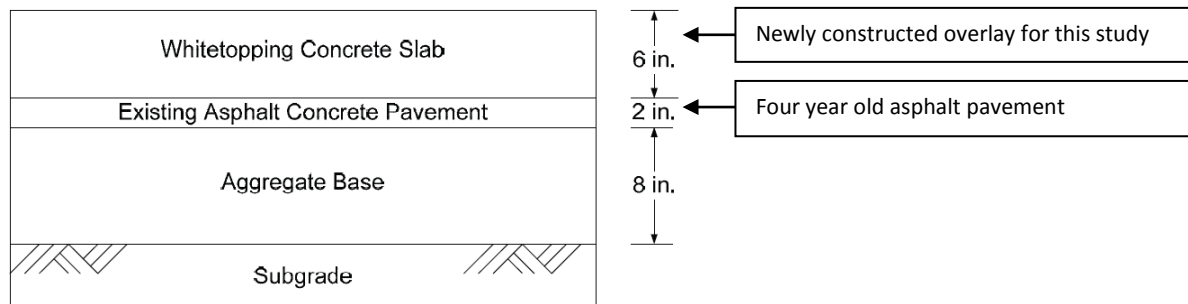 Whitetopping Concrete Slab
6 in.
Newly constructed overlay for this study
Existing Asphalt Concrete Pavement
2 in.
Four year old asphalt pavement
Aggregate Base
8 in.
Subgrade